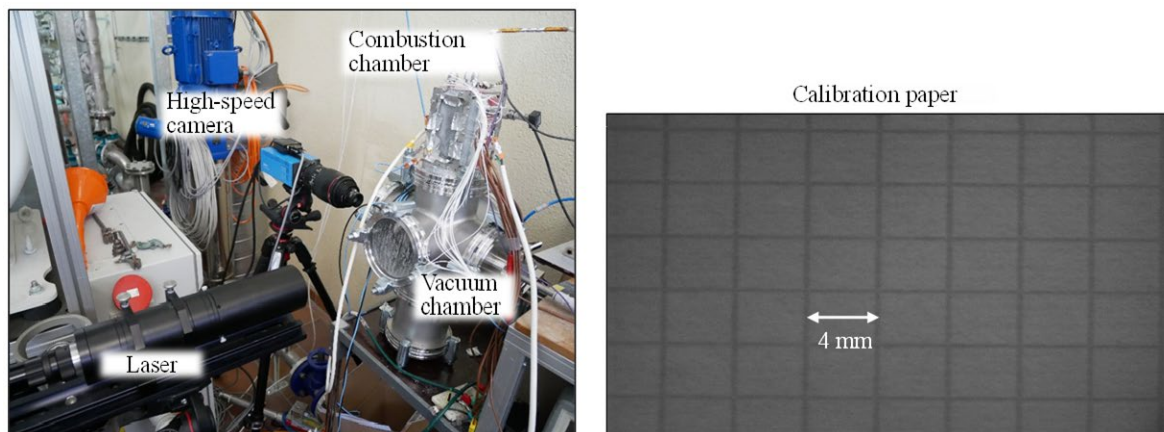 Combustion
chamber
High-speed
camera
Vacuum
chamber
Laser
Calibration paper
4 mm